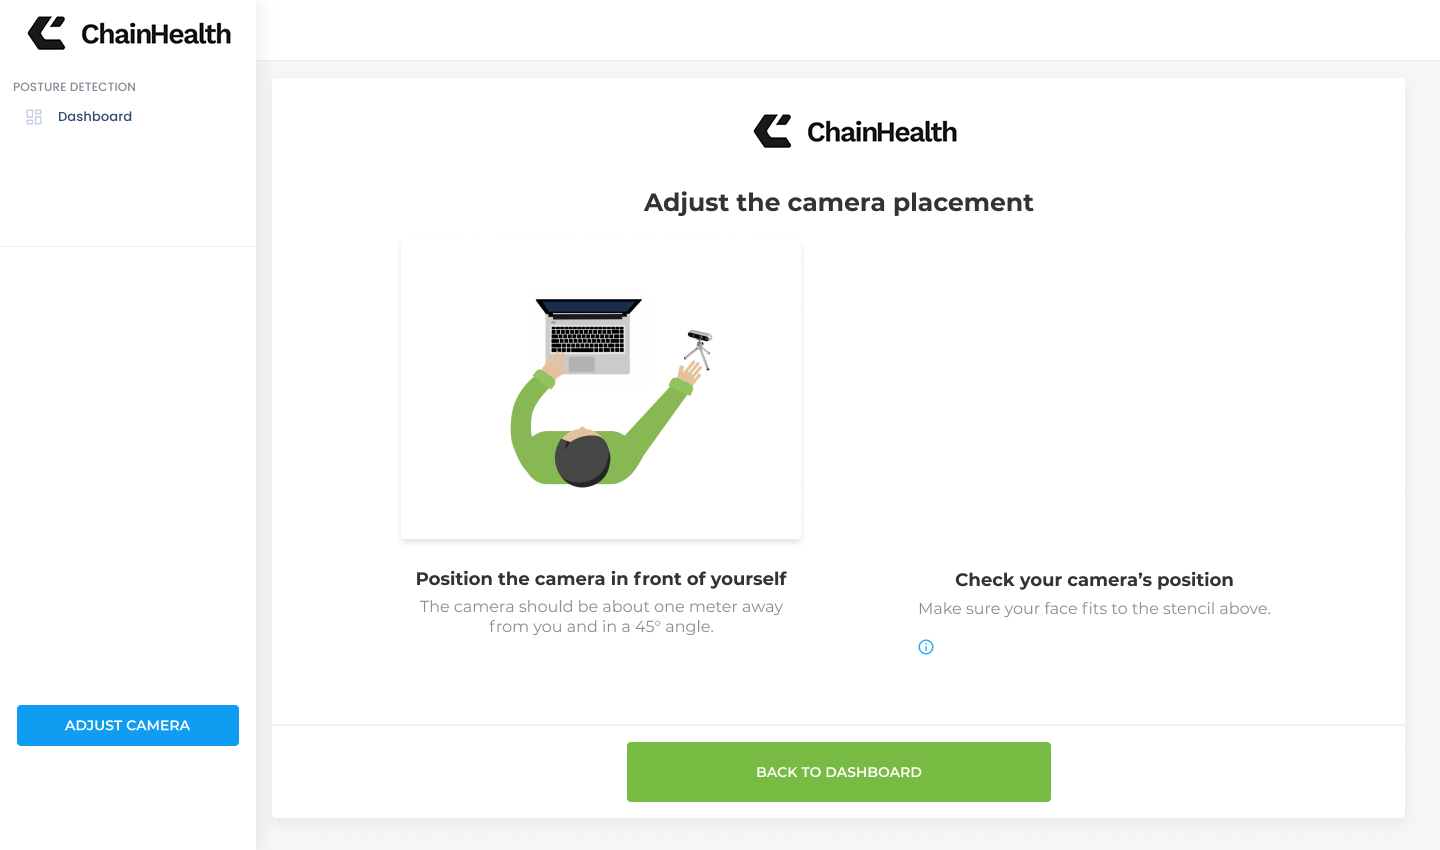 ChainHealth
POSTURE DETECTION
Dashboard
ADJUST CAMERA
ChainHealth
Adjust the camera placement
Position the camera in front of yourself
The camera should be about one meter away
from you and in a 45° angle.
Check your camera’s position
Make sure your face fits to the stencil above.
BACK TO DASHBOARD